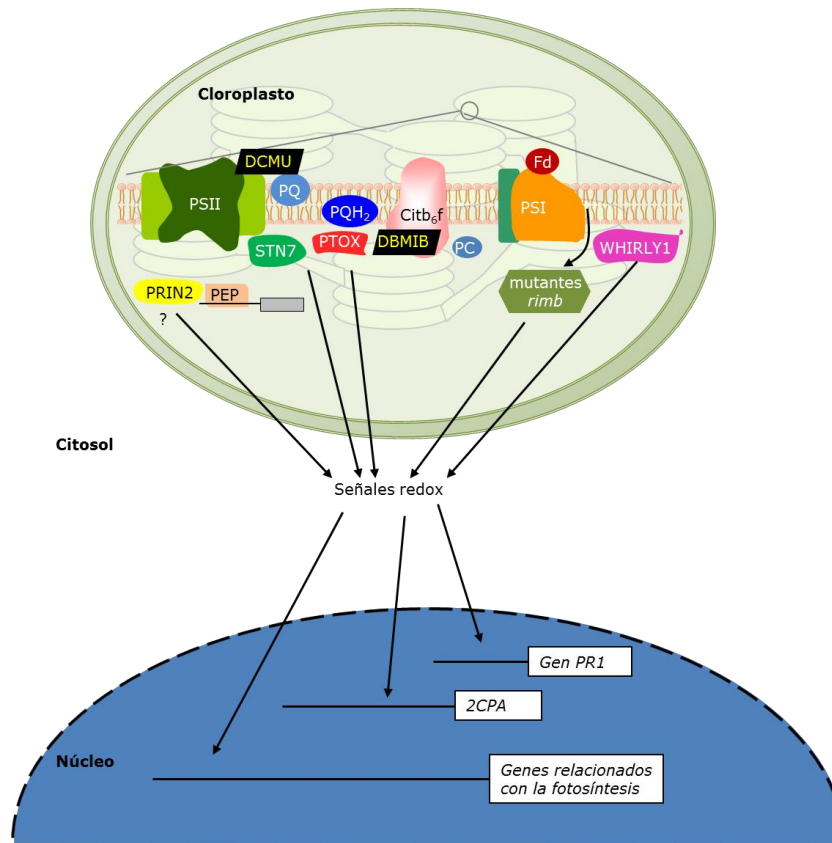 Cloroplasto
DCMU
Fd
PSII
PQ
PQH₂
Citb₆f
PSI
STN7
PTOX
DBMIB
PC
WHIRLY1
PRIN2
PEP
mutantes
rimb
?
Citosol
Señales redox
Gen PR1
2CPA
Núcleo
Genes relacionados
con la fotosíntesis